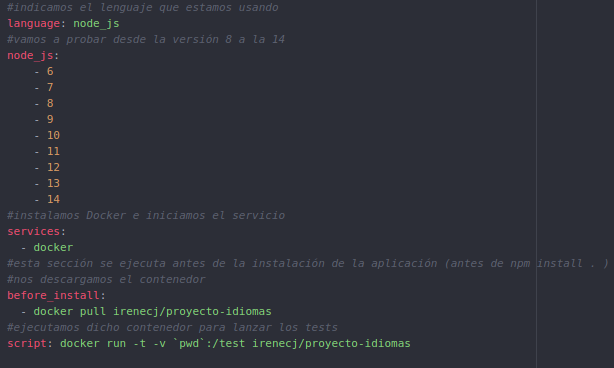 #indicamos el lenguaje que estamos usando
language: node_js
#vamos a probar desde la versión 8 a la 14
node_js:
    - 6
    - 7
    - 8
    - 9
    - 10
    - 11
    - 12
    - 13
    - 14
#instalamos Docker e iniciamos el servicio
services:
  - docker
#esta sección se ejecuta antes de la instalación de la aplicación (antes de npm install . )
#nos descargamos el contenedor
before_install:
  - docker pull irenecj/proyecto-idiomas
#ejecutamos dicho contenedor para lanzar los tests
script: docker run -t -v `pwd`:/test irenecj/proyecto-idiomas